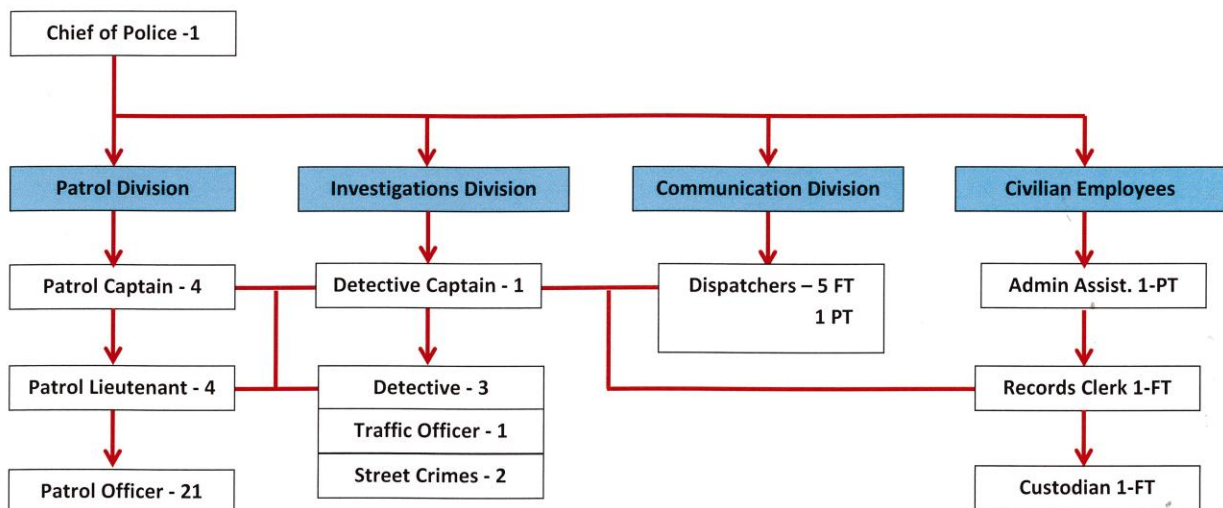 Chief of Police -1
Patrol Division
Investigations Division
Communication Division
Civilian Employees
Patrol Captain - 4
Detective Captain - 1
Dispatchers – 5 FT
1 PT
Admin Assist. 1-PT
Patrol Lieutenant - 4
Detective - 3
Records Clerk 1-FT
Traffic Officer - 1
Street Crimes - 2
Patrol Officer - 21
Custodian 1-FT